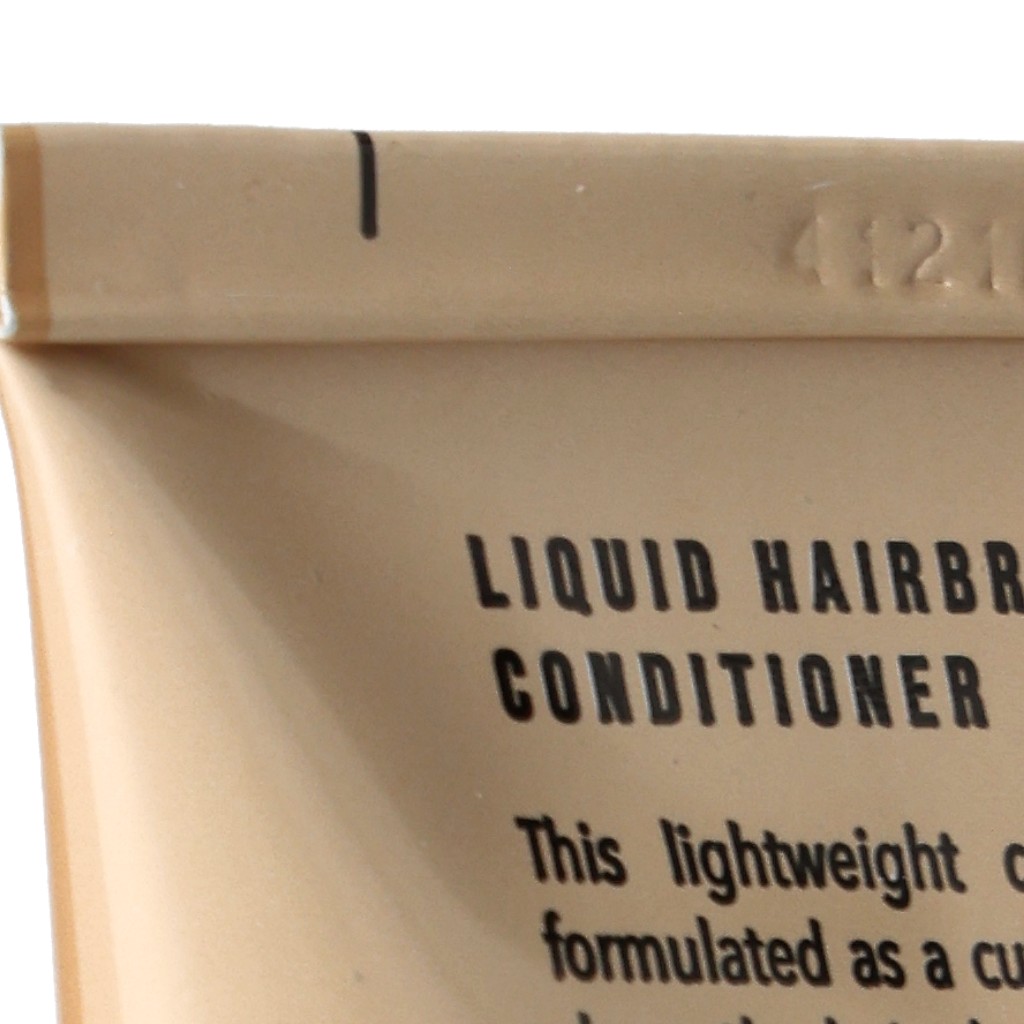 4121
LIQUID HAIRBR
CONDITIONER
This lightweight c
formulated as a cu